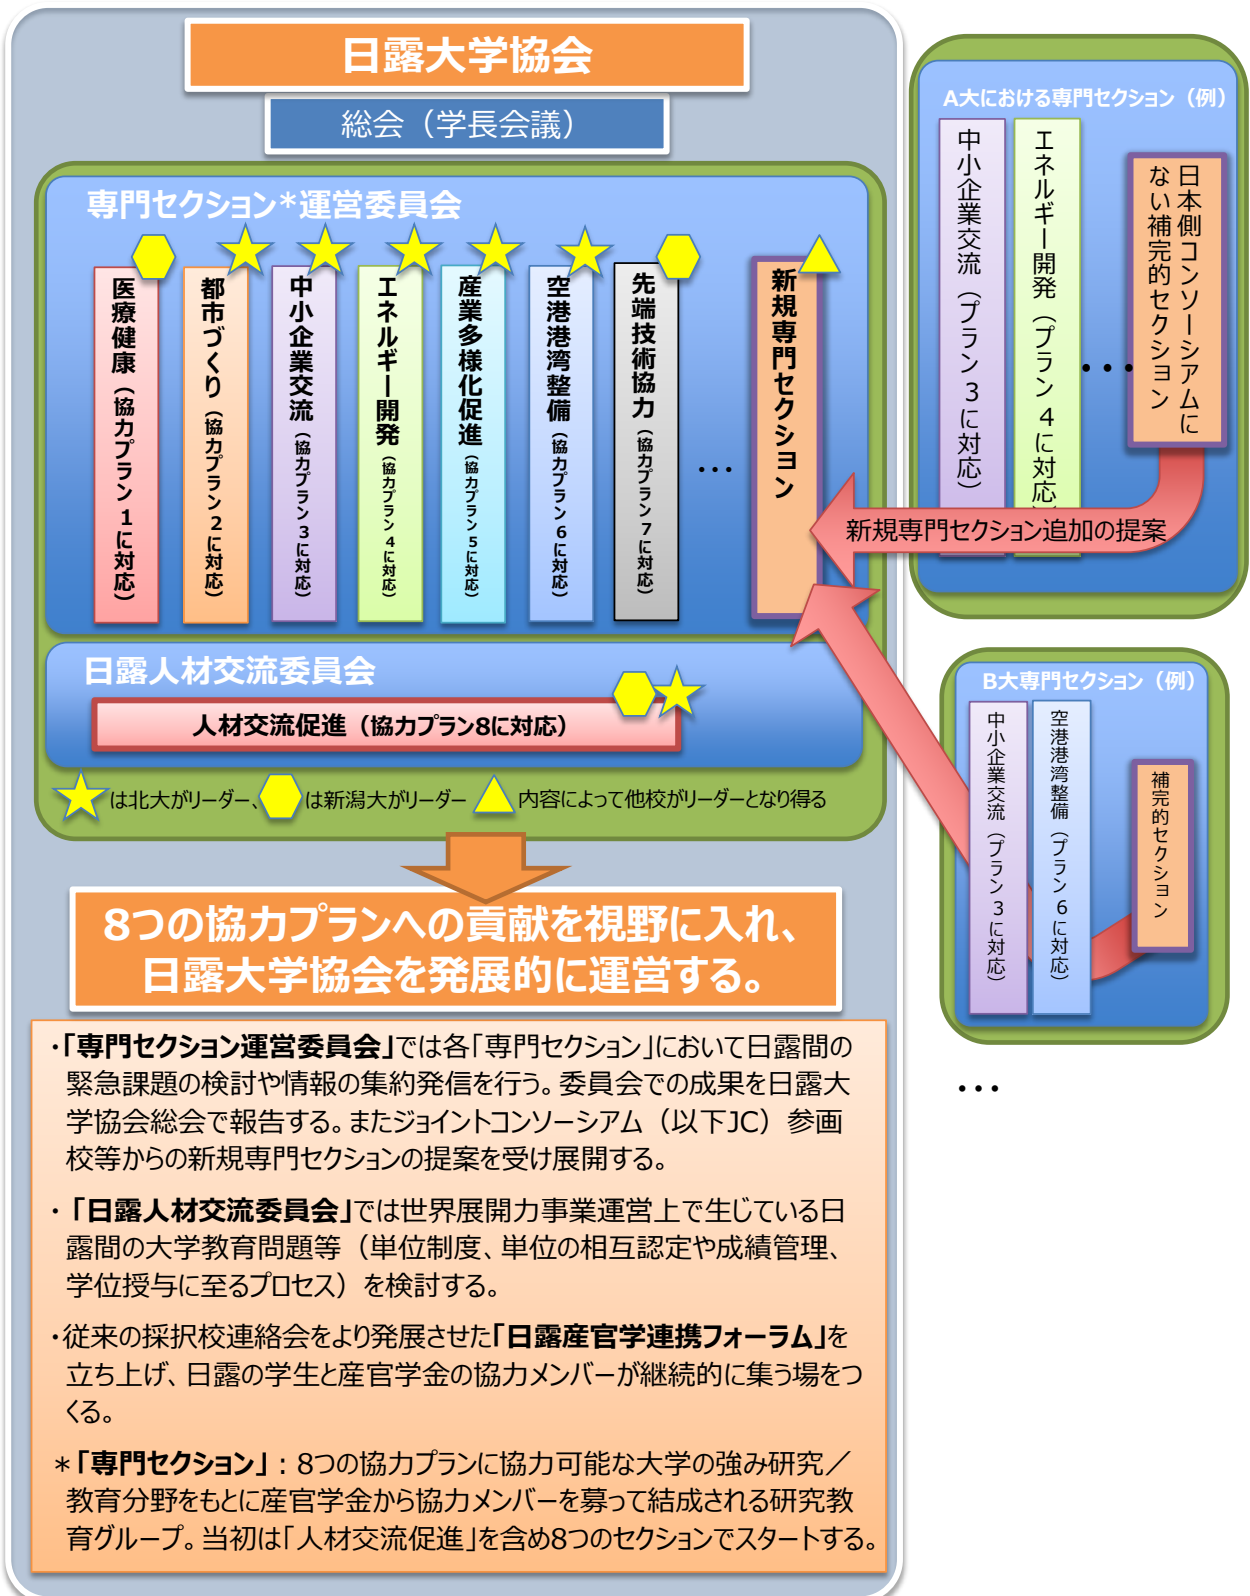 日露大学協会
総会（学長会議）
専門セクション*運営委員会
医療健康（協力プラン1に対応）
都市づくり（協力プラン2に対応）
中小企業交流（協力プラン3に対応）
エネルギー開発（協力プラン4に対応）
産業多様化促進（協力プラン5に対応）
空港港湾整備（協力プラン6に対応）
先端技術協力（協力プラン7に対応）
…
新規専門セクション
日露人材交流委員会
人材交流促進（協力プラン8に対応）
は北大がリーダー、
は新潟大がリーダー
内容によって他校がリーダーとなり得る
8つの協力プランへの貢献を視野に入れ、
日露大学協会を発展的に運営する。
・「専門セクション運営委員会」では各「専門セクション」において日露間の
緊急課題の検討や情報の集約発信を行う。委員会での成果を日露大
学協会総会で報告する。またジョイントコンソーシアム（以下JC）参画
校等からの新規専門セクションの提案を受け展開する。
・「日露人材交流委員会」では世界展開力事業運営上で生じている日
露間の大学教育問題等（単位制度、単位の相互認定や成績管理、
学位授与に至るプロセス）を検討する。
・従来の採択校連絡会をより発展させた「日露産官学連携フォーラム」を
立ち上げ、日露の学生と産官学金の協力メンバーが継続的に集う場をつ
くる。
＊「専門セクション」：8つの協力プランに協力可能な大学の強み研究／
教育分野をもとに産官学金から協力メンバーを募って結成される研究教
育グループ。当初は「人材交流促進」を含め8つのセクションでスタートする。
A大における専門セクション（例）
中小企業交流（プラン3に対応）
エネルギー開発（プラン4に対応）
…
日本側コンソーシアムに
ない補完的セクション
新規専門セクション追加の提案
B大専門セクション（例）
中小企業交流（プラン3に対応）
空港港湾整備（プラン6に対応）
補完的セクション
…